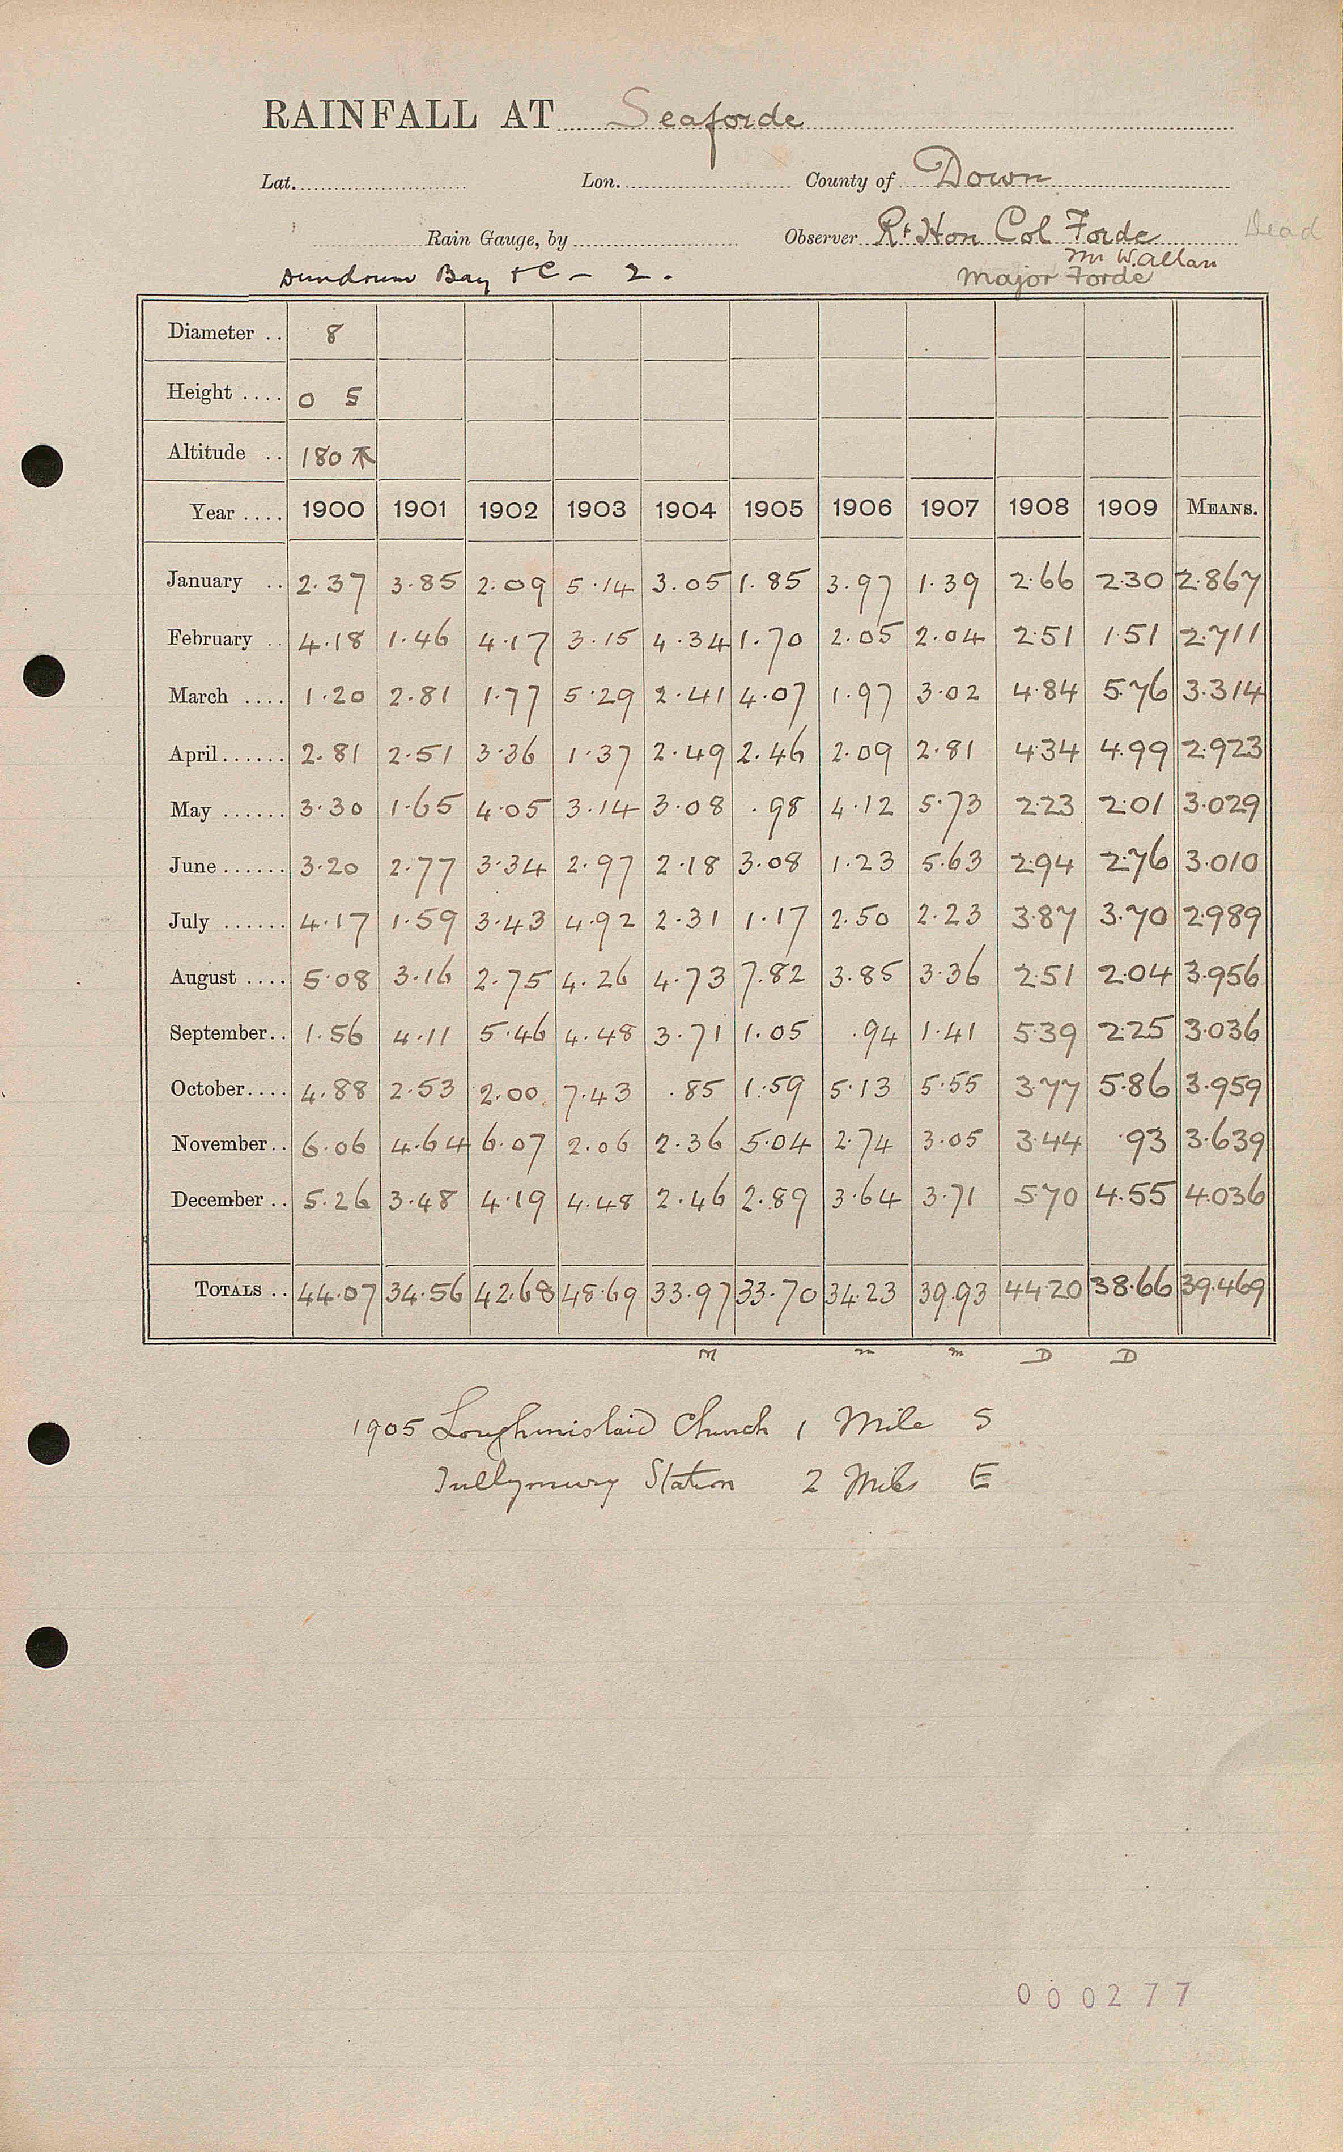 RAINFALL AT Seaforde
Lat. Lon. County of Down
Rain Gauge, by Observer Rt Hon Col Forde Dead
Mr W. Allan
Dundrum Bay & C – 2. Major Forde
Diameter .. 8
Height .... 0 5
Altitude .. 180
Year .... 1900 1901 1902 1903 1904 1905 1906 1907 1908 1909 MEANS.
January .. 2.37 3.85 2.09 5.14 3.05 1.85 3.97 1.39 2.66 2.30 2.867
February .. 4.18 1.46 4.17 3.15 4.34 1.70 2.05 2.04 2.51 1.51 2.711
March .... 1.20 2.81 1.77 5.29 2.41 4.07 1.97 3.02 4.84 5.76 3.314
April ...... 2.81 2.51 3.36 1.37 2.49 2.46 2.09 2.81 4.34 4.99 2.923
May ...... 3.30 1.65 4.05 3.14 3.08 .98 4.12 5.73 2.23 2.01 3.029
June ...... 3.20 2.77 3.34 2.97 2.18 3.08 1.23 5.63 2.94 2.76 3.010
July ...... 4.17 1.59 3.43 4.92 2.31 1.17 2.50 2.23 3.87 3.70 2.989
August .... 5.08 3.16 2.75 4.26 4.73 7.82 3.85 3.36 2.51 2.04 3.956
September.. 1.56 4.11 5.46 4.48 3.71 1.05 .94 1.41 5.39 2.25 3.036
October.... 4.88 2.53 2.00 7.43 .85 1.59 5.13 5.55 3.77 5.86 3.959
November.. 6.06 4.64 6.07 2.06 2.36 5.04 2.74 3.05 3.44 .93 3.639
December .. 5.26 3.48 4.19 4.48 2.46 2.89 3.64 3.71 5.70 4.55 4.036
TOTALS .. 44.07 34.56 42.68 48.69 33.97 33.70 34.23 39.93 44.20 38.66 39.469
M m m D D
1905 Loughinislaid Church 1 Mile S
Tullymurry Station 2 Miles E
000277